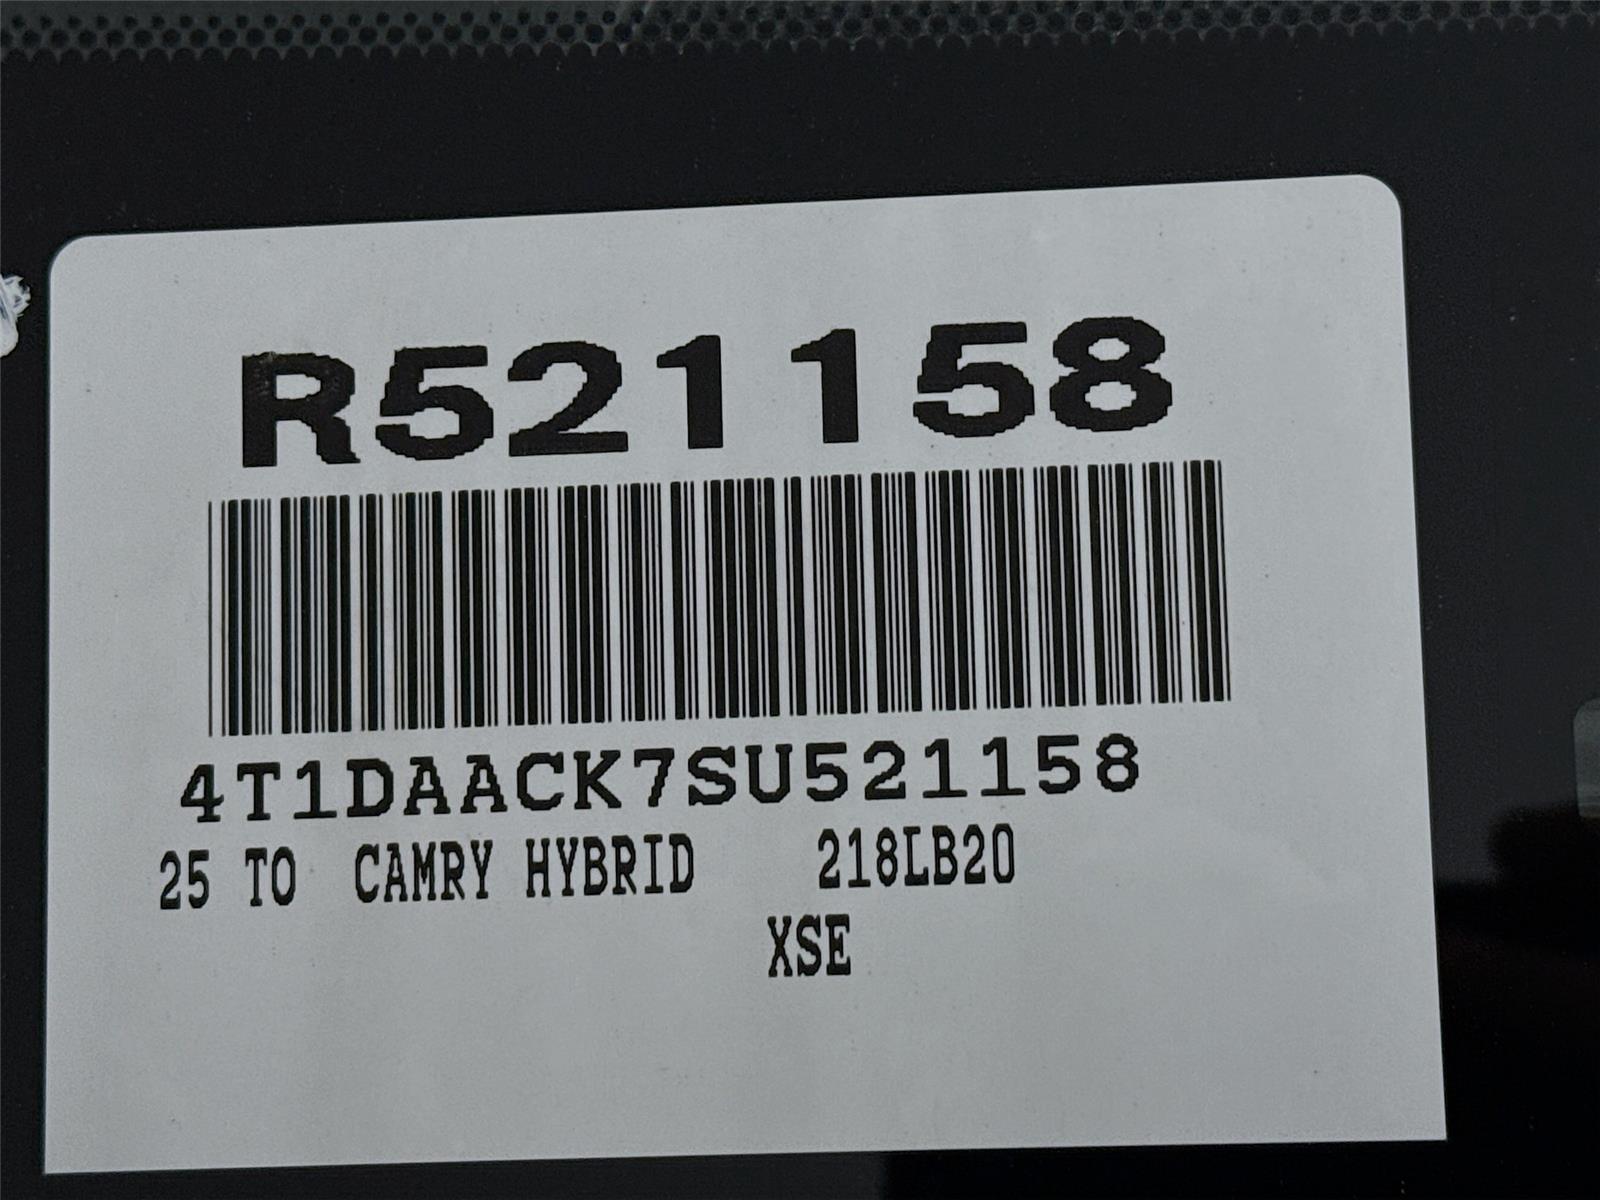 R521158
4T1DAACK7SU521158
25 TO CAMRY HYBRID 218LB20
XSE